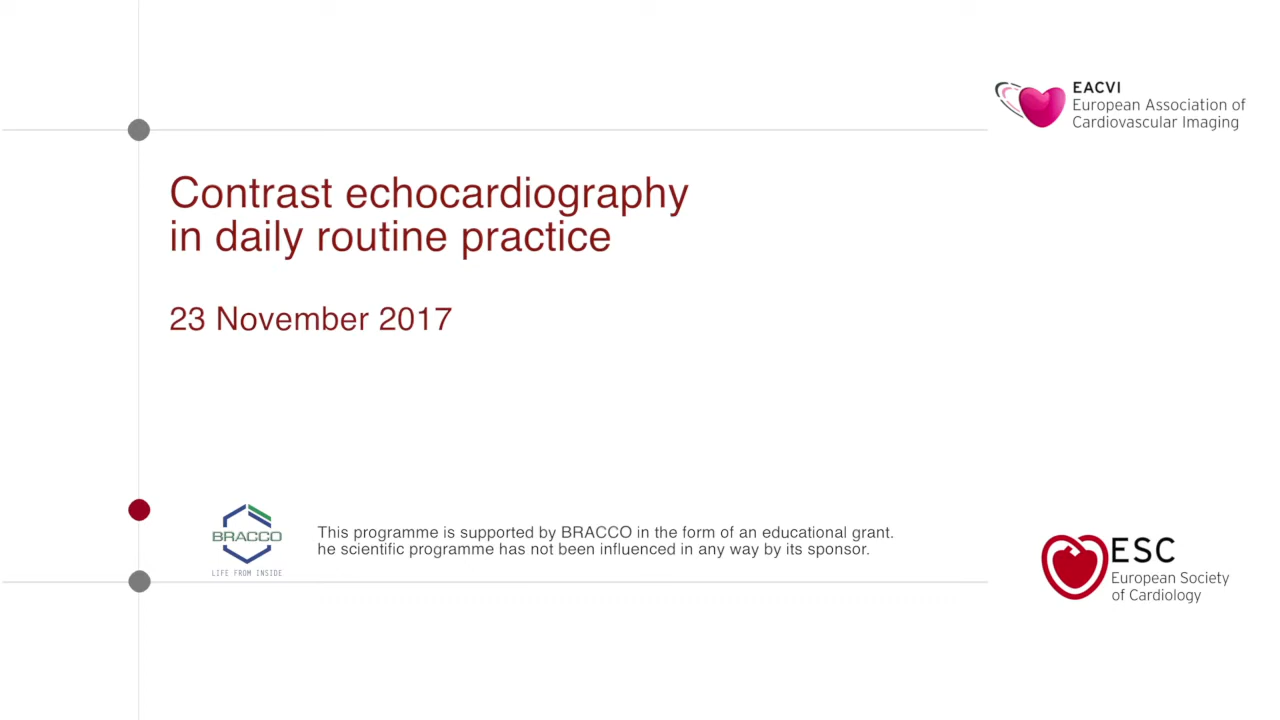 EACVI
European Association of
Cardiovascular Imaging
Contrast echocardiography
in daily routine practice
23 November 2017
BRACCO
LIFE FROM INSIDE
This programme is supported by BRACCO in the form of an educational grant.
he scientific programme has not been influenced in any way by its sponsor.
ESC
European Society
of Cardiology